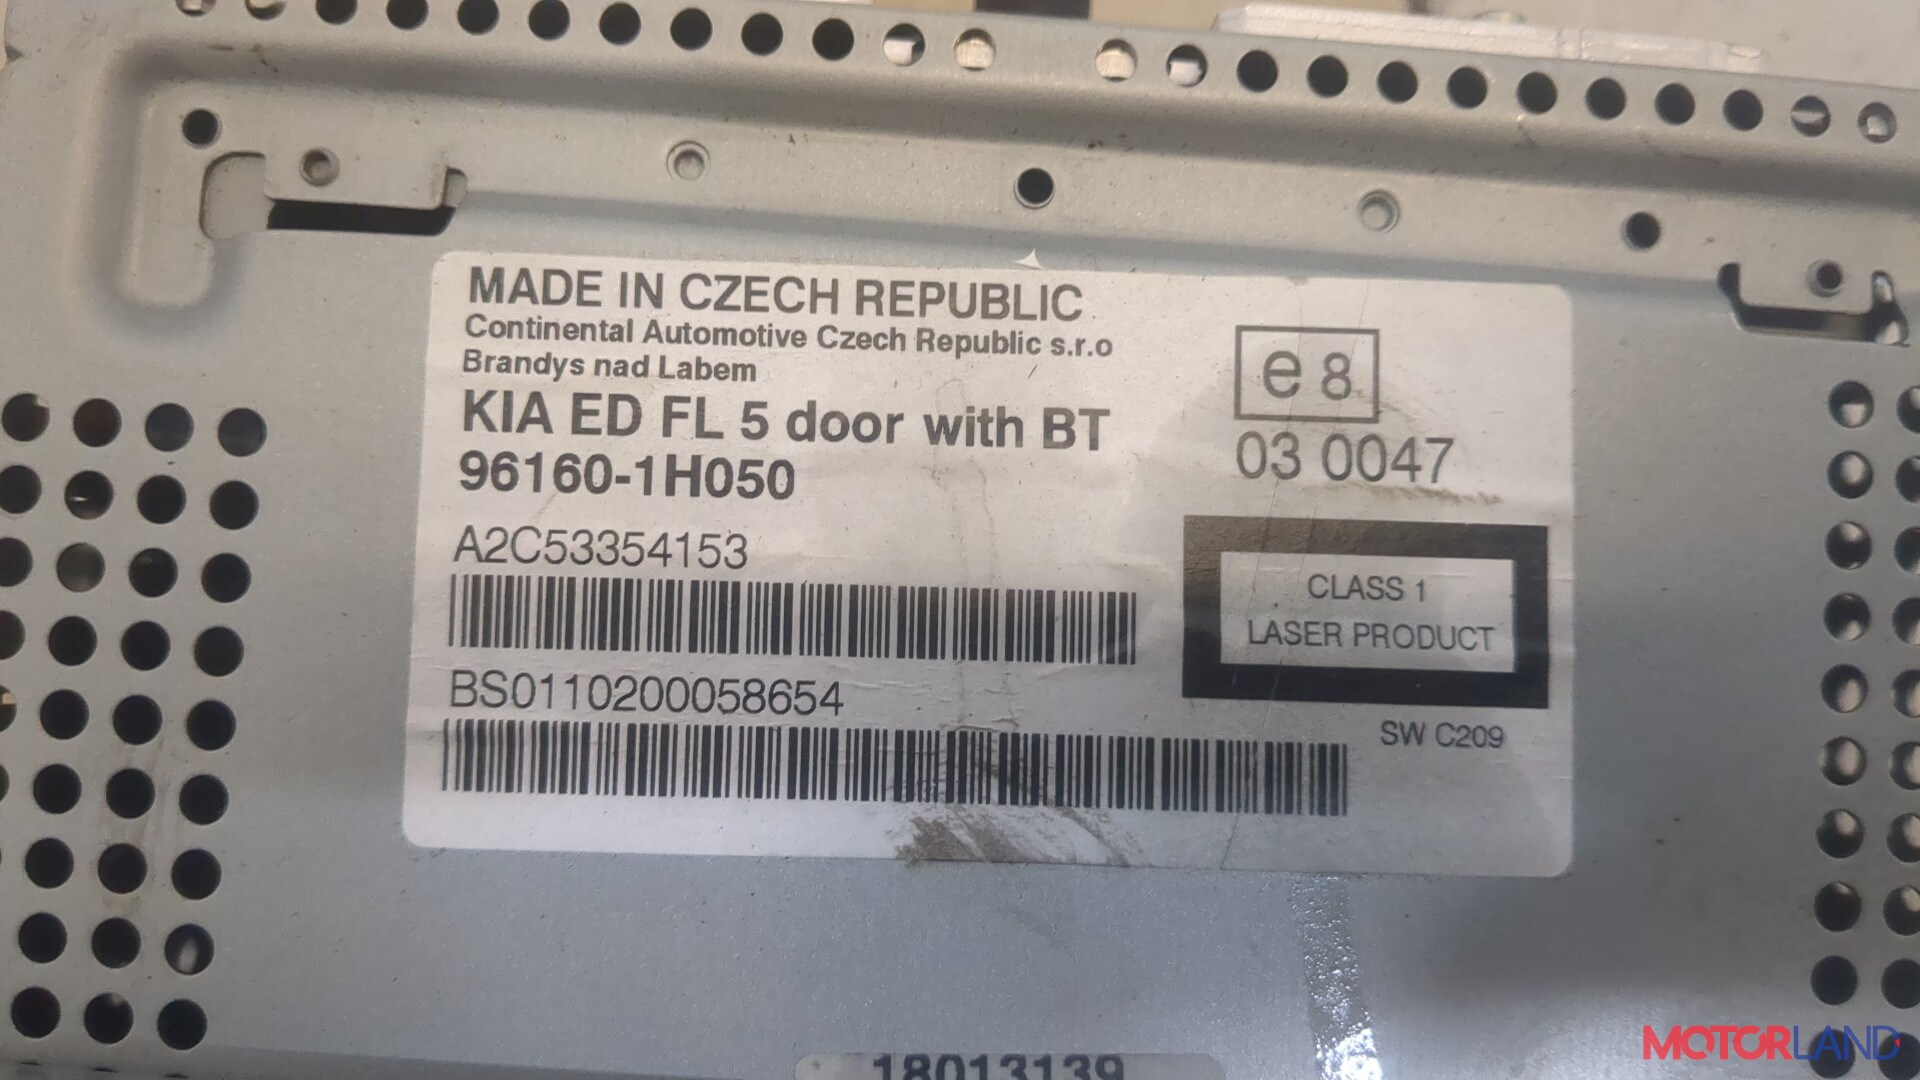 MADE IN CZECH REPUBLIC
Continental Automotive Czech Republic s.r.o
Brandys nad Labem
KIA ED FL 5 door with BT
96160-1H050
e 8
03 0047
A2C53354153
CLASS 1
LASER PRODUCT
BS0110200058654
SW C209
18013139
MOTORLAND